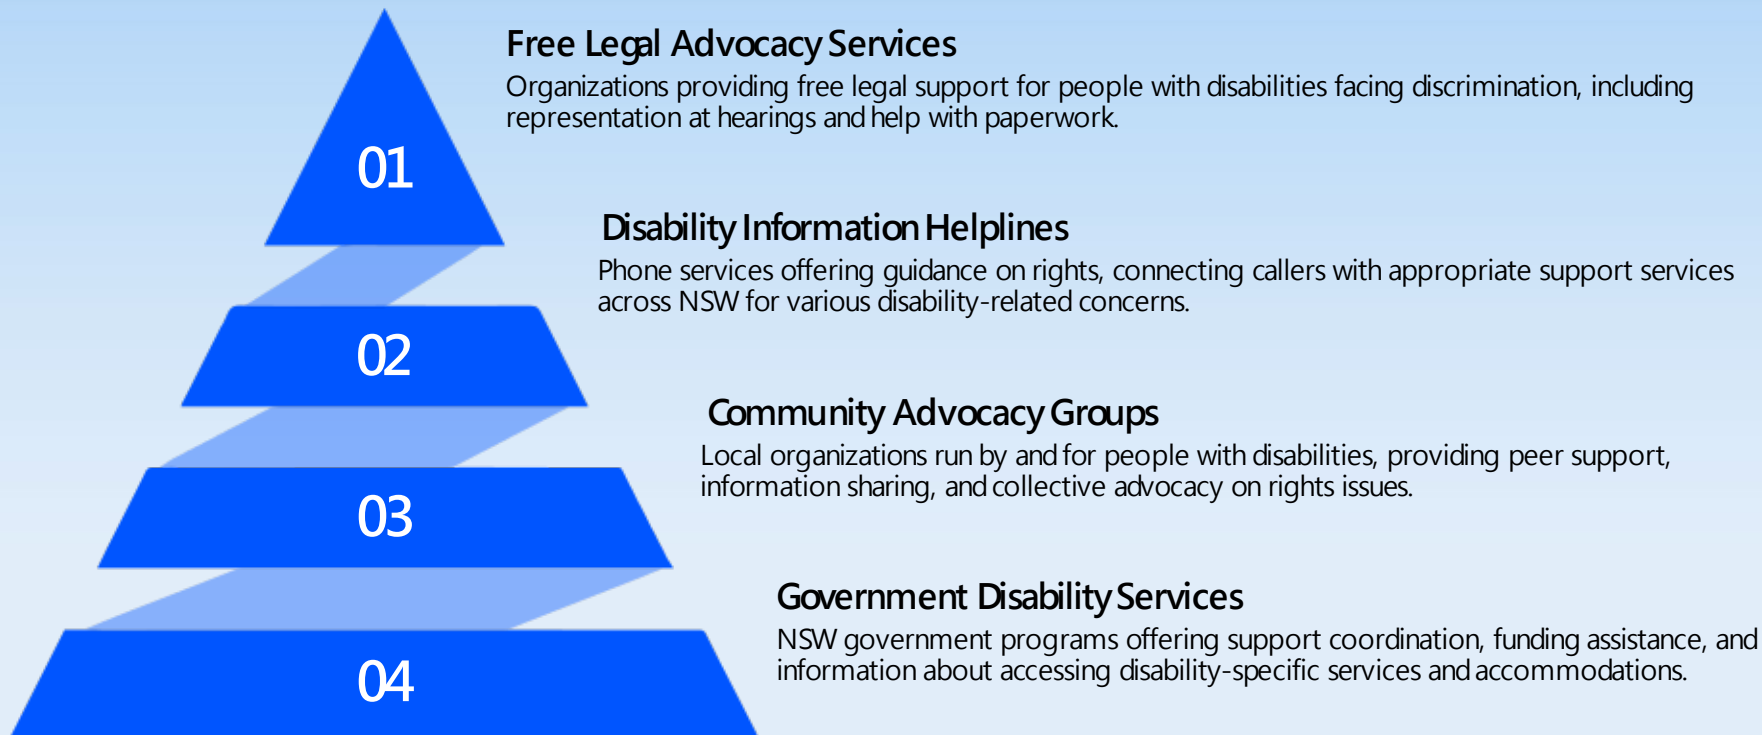 01
Free Legal Advocacy Services
Organizations providing free legal support for people with disabilities facing discrimination, including
representation at hearings and help with paperwork.
02
Disability Information Helplines
Phone services offering guidance on rights, connecting callers with appropriate support services
across NSW for various disability-related concerns.
03
Community Advocacy Groups
Local organizations run by and for people with disabilities, providing peer support,
information sharing, and collective advocacy on rights issues.
04
Government Disability Services
NSW government programs offering support coordination, funding assistance, and
information about accessing disability-specific services and accommodations.